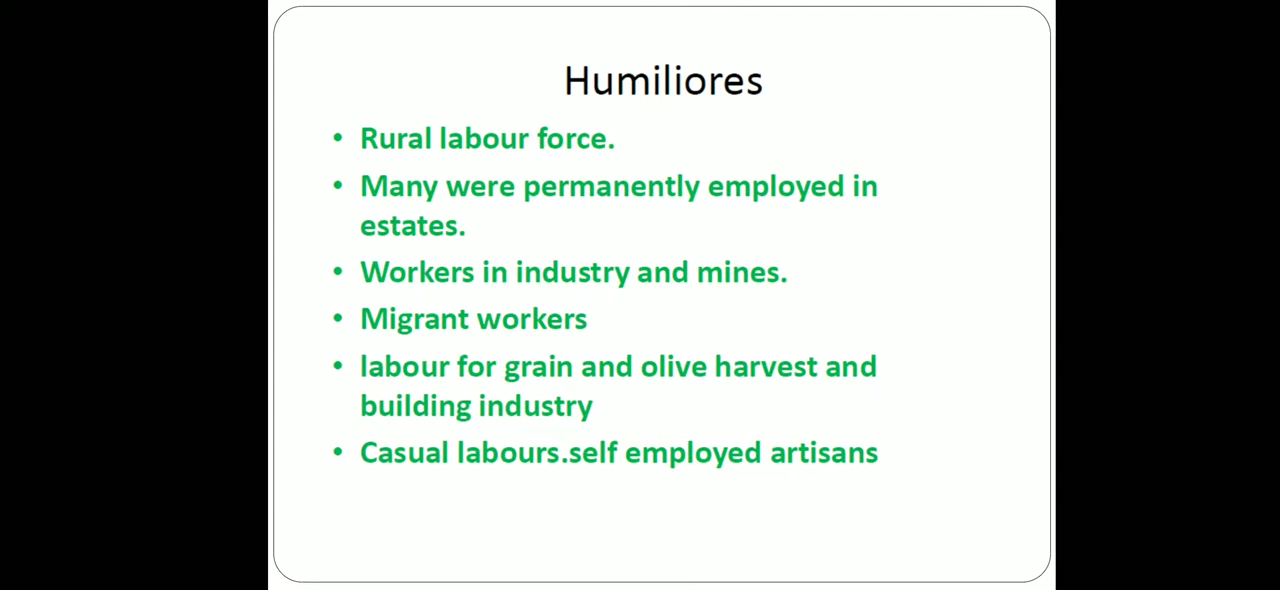 Humiliores
• Rural labour force.
• Many were permanently employed in
estates.
• Workers in industry and mines.
• Migrant workers
• labour for grain and olive harvest and
building industry
• Casual labours.self employed artisans